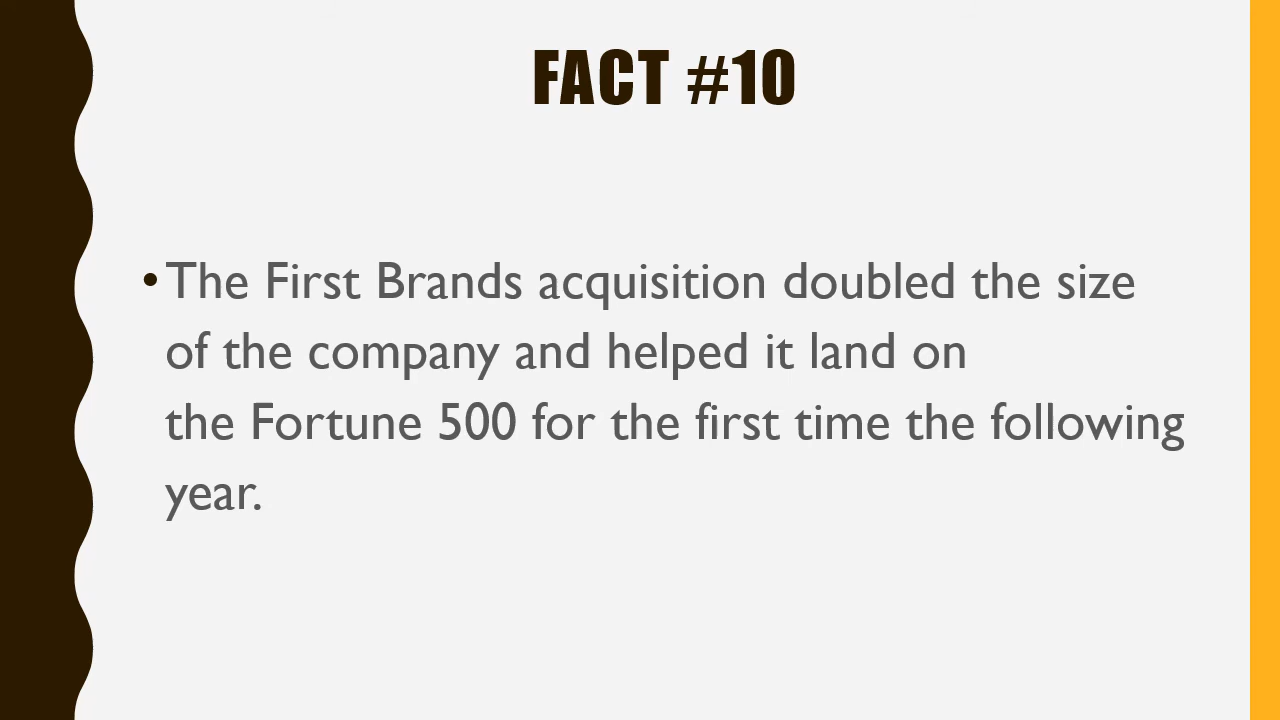 FACT #10
•The First Brands acquisition doubled the size
of the company and helped it land on
the Fortune 500 for the first time the following
year.